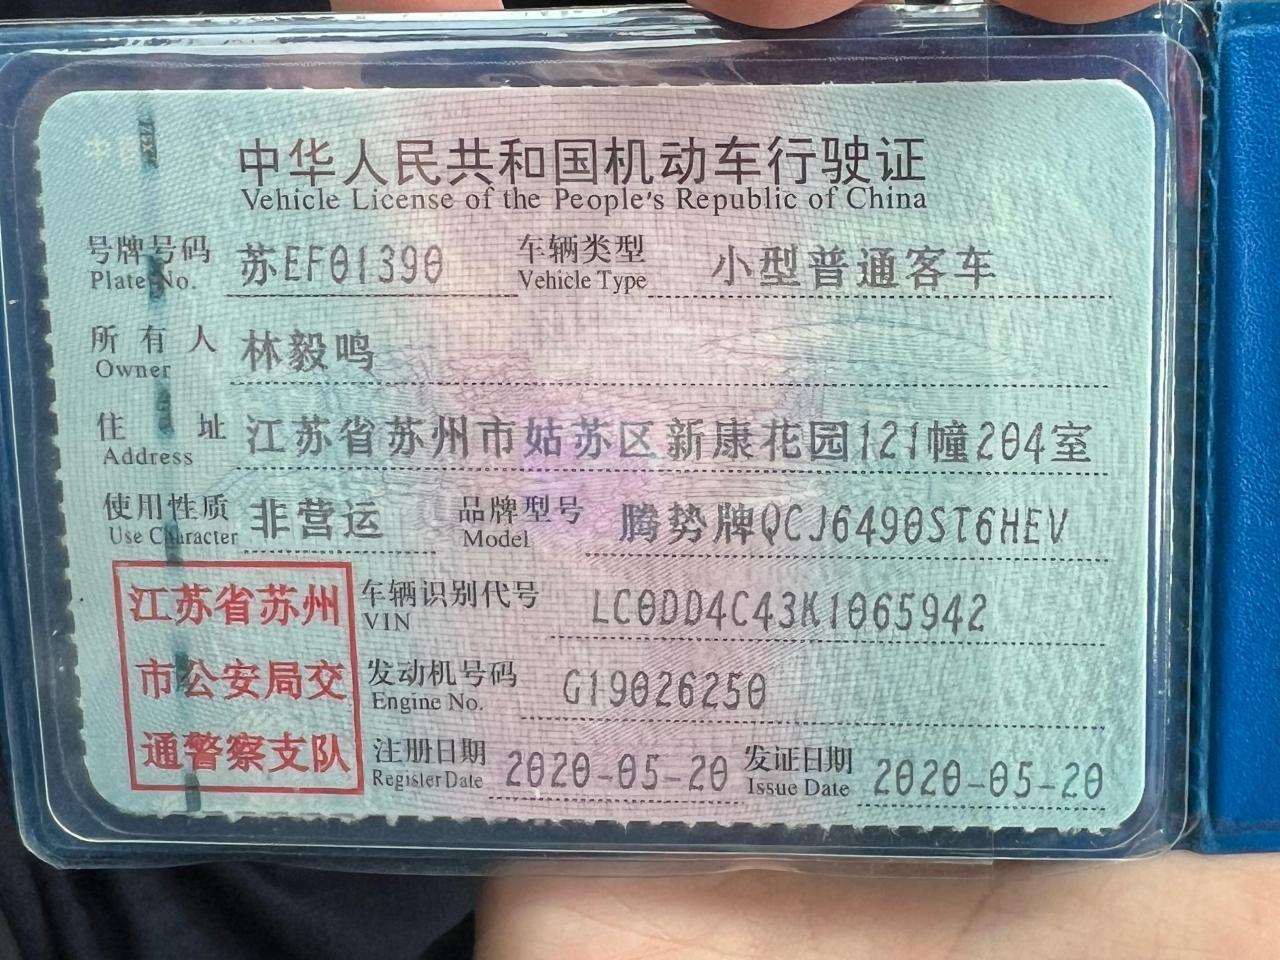 中华人民共和国机动车行驶证
Vehicle License of the People's Republic of China
号牌号码 苏EF01390 车辆类型 小型普通客车
Plate No. Vehicle Type
所有人 林毅鸣
Owner
住址 江苏省苏州市姑苏区新康花园121幢204室
Address
使用性质 非营运 品牌型号 腾势牌QCJ6490ST6HEV
Use Character Model
江苏省苏州
市公安局交
通警察支队
车辆识别代号 LC0DD4C43K1065942
VIN
发动机号码 G19026250
Engine No.
注册日期 2020-05-20 发证日期 2020-05-20
Register Date Issue Date